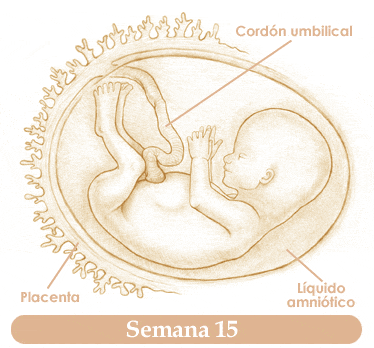 Cordón umbilical
Placenta
Líquido
amniótico
Semana 15